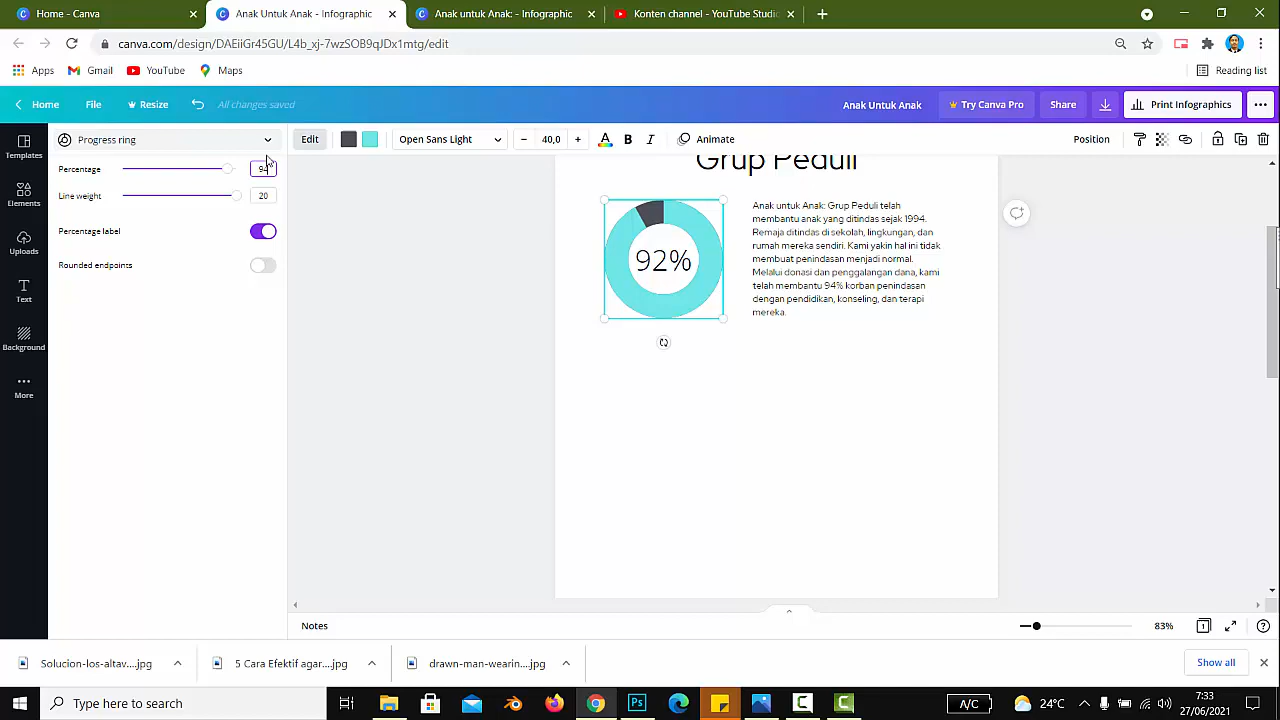 Home - Canva
Anak Untuk Anak - Infographic
Anak untuk Anak: - Infographic
Konten channel - YouTube Studio
canva.com/design/DAEiiGr45GU/L4b_xj-7wzSOB9qJDx1mtg/edit
Apps
Gmail
YouTube
Maps
Reading list
Home
File
Resize
All changes saved
Anak Untuk Anak
Try Canva Pro
Share
Print Infographics
Templates
Elements
Uploads
Text
Background
More
Progress ring
Percentage
94
Line weight
20
Percentage label
Rounded endpoints
Edit
Open Sans Light
40,0
B
I
Animate
Position
Grup Peduli
92%
Anak untuk Anak: Grup Peduli telah
membantu anak yang ditindas sejak 1994.
Remaja ditindas di sekolah, lingkungan, dan
rumah mereka sendiri. Kami yakin hal ini tidak
membuat penindasan menjadi normal.
Melalui donasi dan penggalangan dana, kami
telah membantu 94% korban penindasan
dengan pendidikan, konseling, dan terapi
mereka.
Notes
83%
1
Solucion-los-altav....jpg
5 Cara Efektif agar....jpg
drawn-man-wearin....jpg
Show all
Type here to search
Ps
A/C
24°C
7:33
27/06/2021